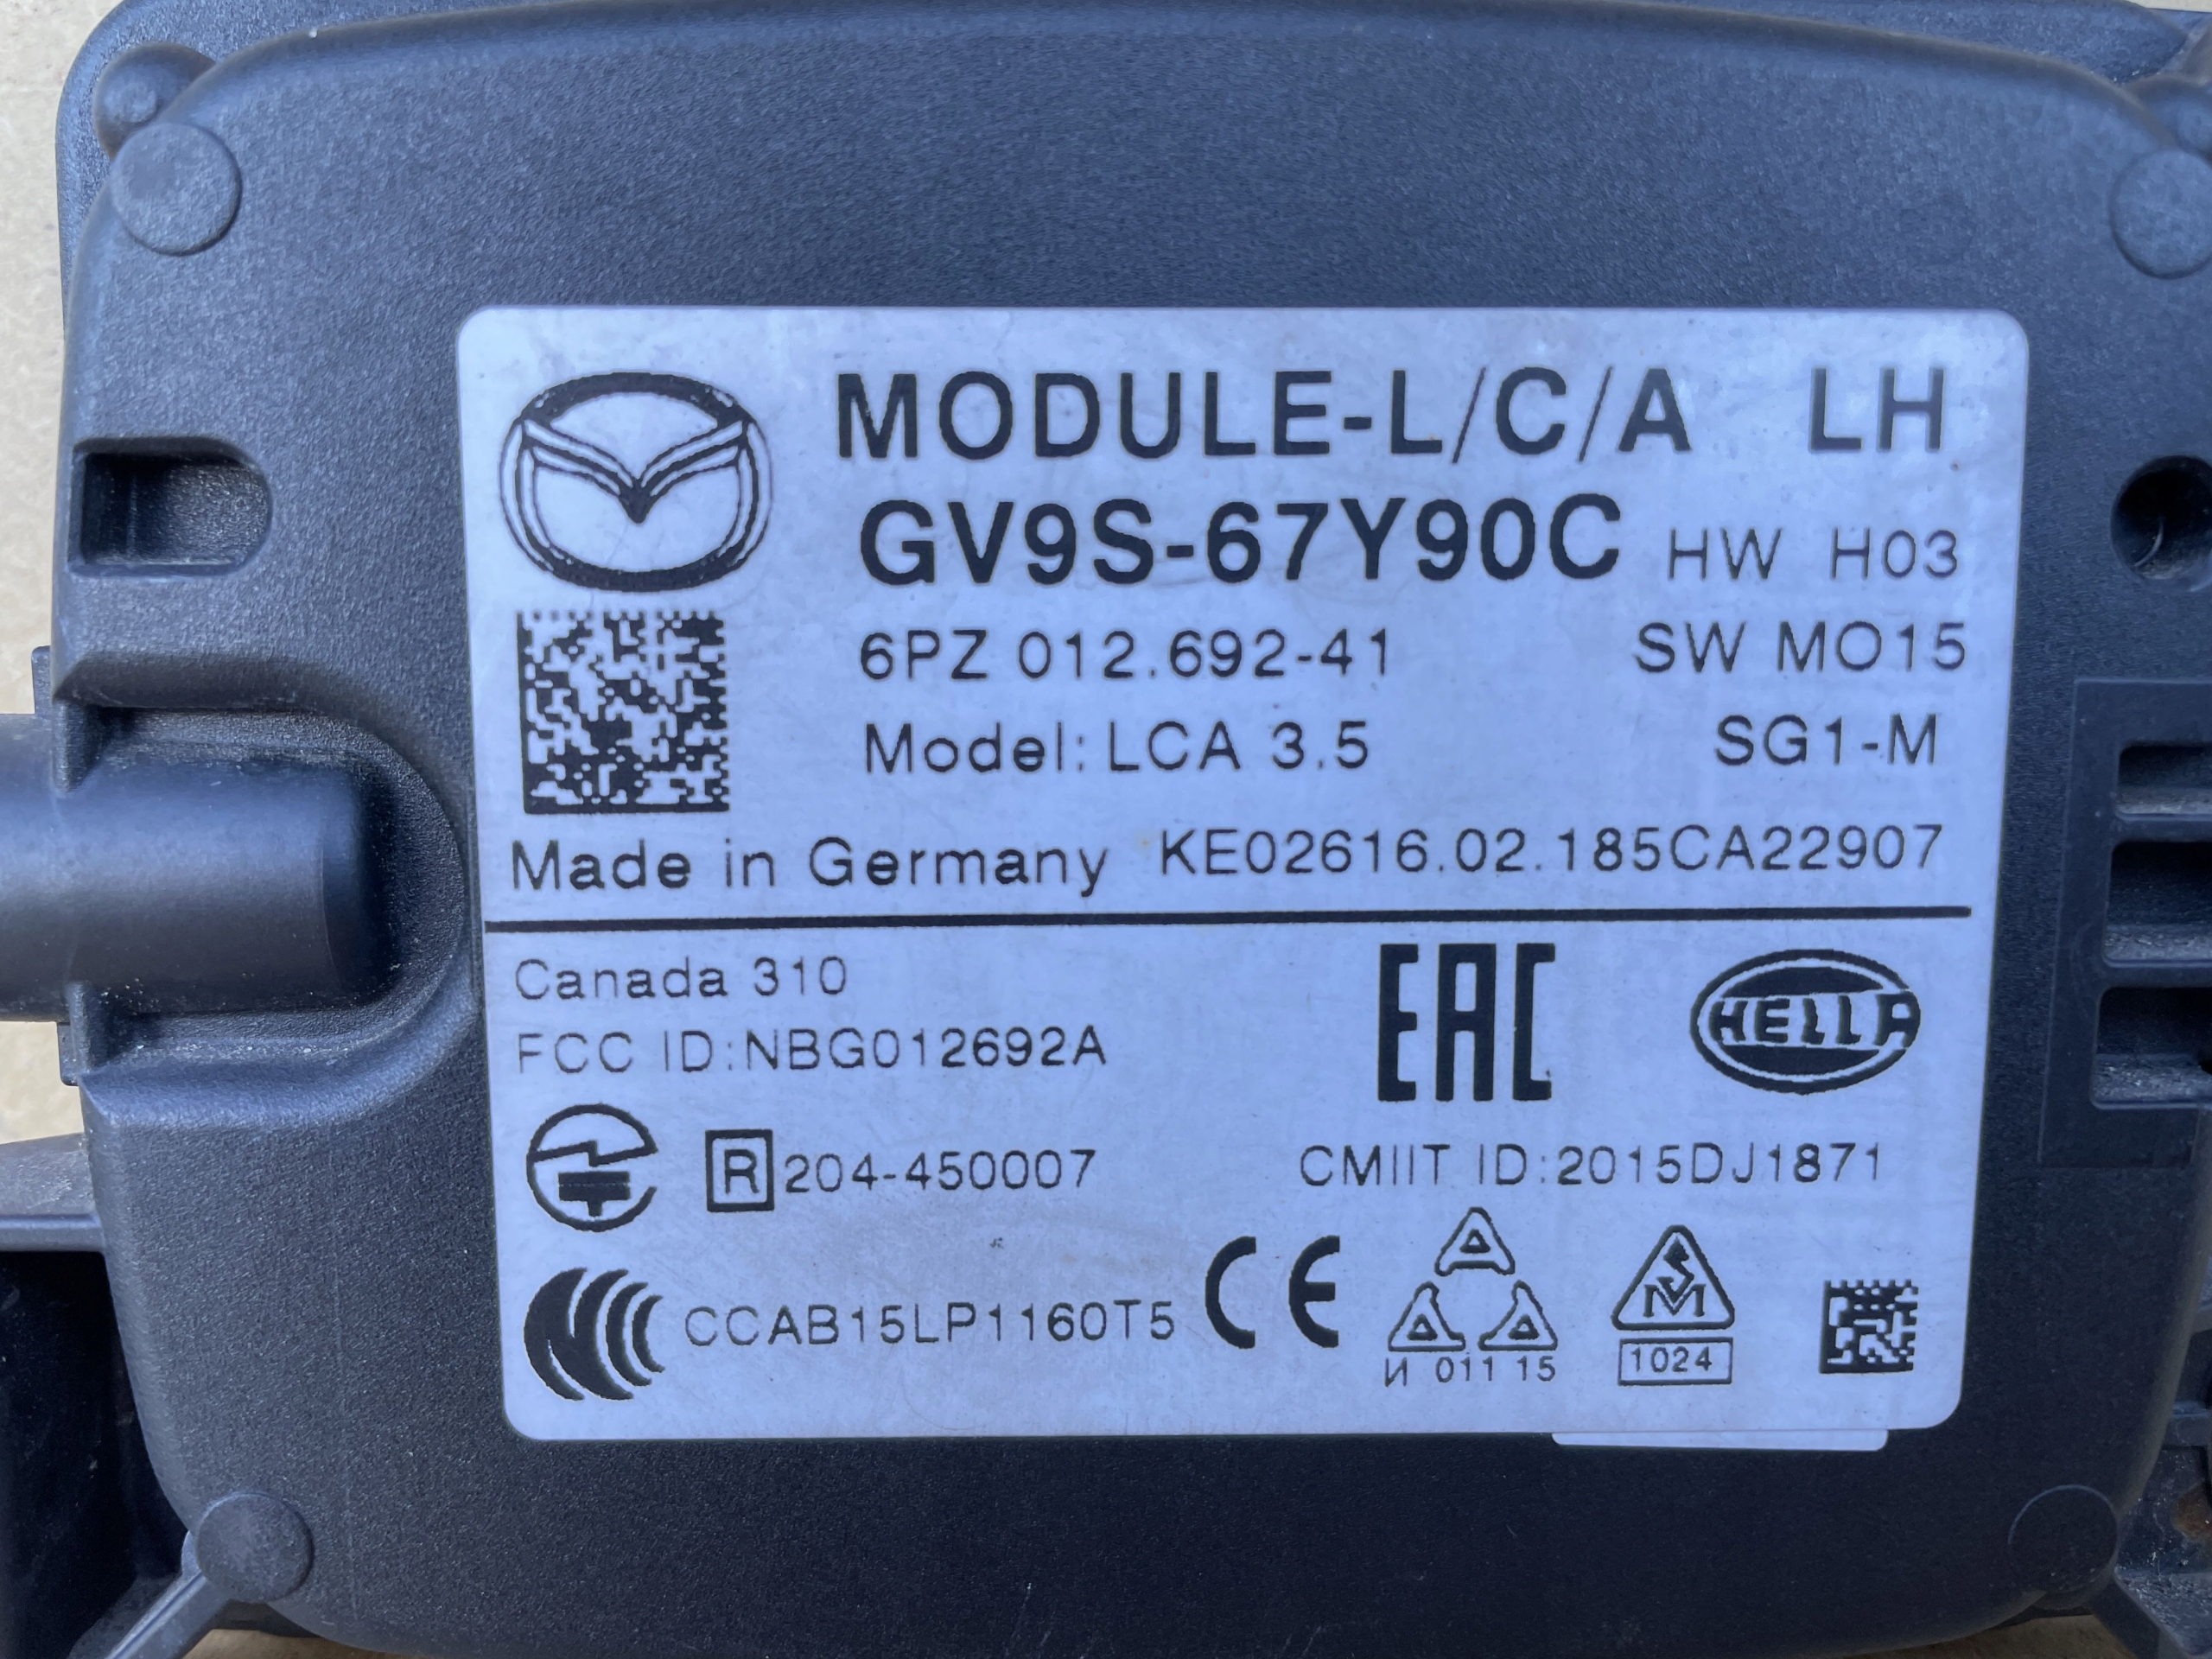 MODULE-L/C/A LH
GV9S-67Y90C HW H03
6PZ 012.692-41 SW MO15
Model: LCA 3.5 SG1-M
Made in Germany KE02616.02.185CA22907
Canada 310
FCC ID:NBG012692A
EAC
HELLA
R 204-450007
CMIIT ID:2015DJ1871
CCAB15LP1160T5
CE
И 011 15
SM
1024